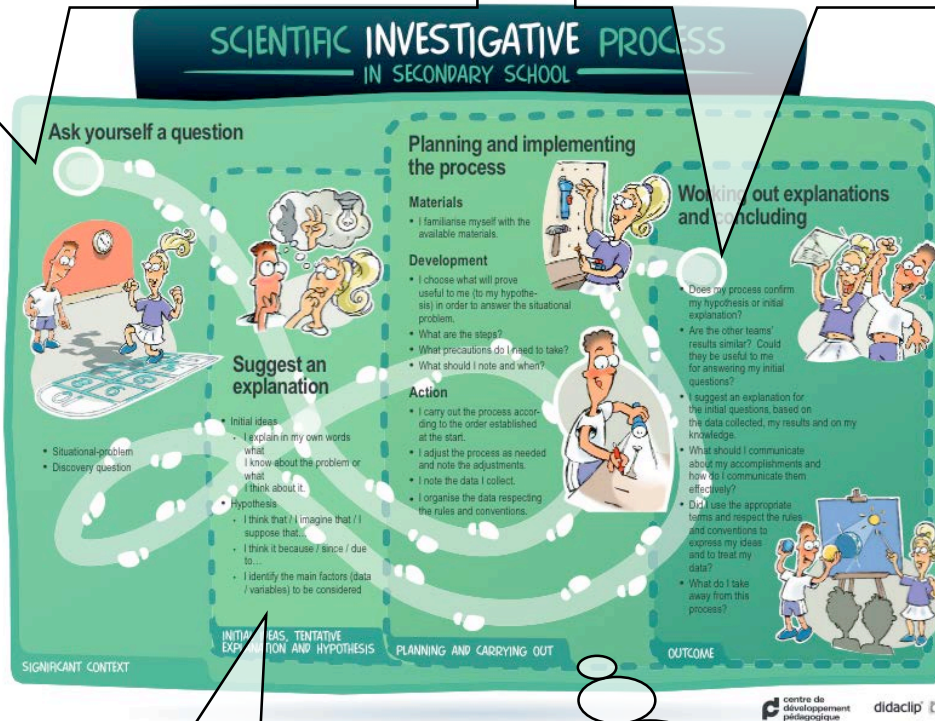 SCIENTIFIC INVESTIGATIVE PROCESS
IN SECONDARY SCHOOL
Ask yourself a question
• Situational-problem
• Discovery question
SIGNIFICANT CONTEXT
Suggest an
explanation
• Initial ideas
- I explain in my own words
what
I know about the problem or
what
I think about it.
• Hypothesis
- I think that / I imagine that / I
suppose that...
- I think it because / since / due
to…
- I identify the main factors (data
/ variables) to be considered
INITIAL IDEAS, TENTATIVE
EXPLANATION AND HYPOTHESIS
Planning and implementing
the process
Materials
• I familiarise myself with the
available materials.
Development
• I choose what will prove
useful to me (to my hypothe-
sis) in order to answer the situational
problem.
• What are the steps?
• What precautions do I need to take?
• What should I note and when?
Action
• I carry out the process accor-
ding to the order established
at the start.
• I adjust the process as needed
and note the adjustments.
• I note the data I collect.
• I organise the data respecting
the rules and conventions.
PLANNING AND CARRYING OUT
Working out explanations
and concluding
• Does my process confirm
my hypothesis or initial
explanation?
• Are the other teams'
results similar? Could
they be useful to me
for answering my initial
questions?
• I suggest an explanation for
the initial questions, based on
the data collected, my results and on my
knowledge.
• What should I communicate
about my accomplishments and
how do I communicate them
effectively?
• Did I use the appropriate
terms and respect the rules
and conventions to
express my ideas
and to treat my
data?
• What do I take
away from this
process?
OUTCOME
centre de
développement
pédagogique
didaclip